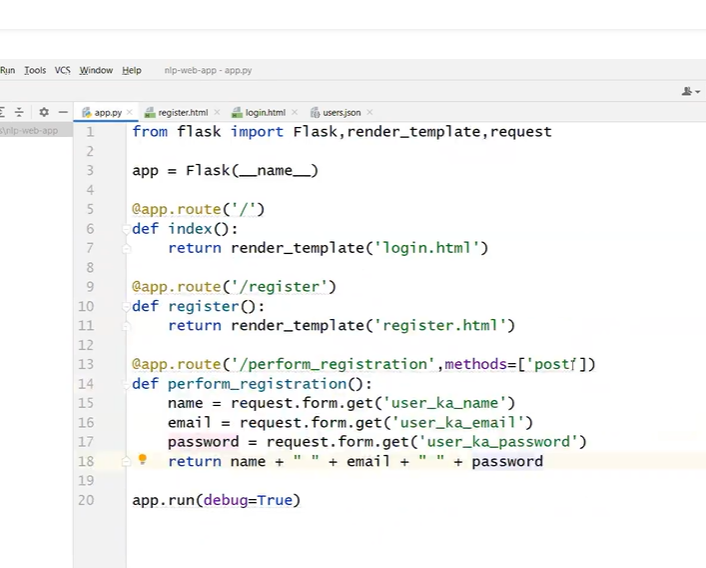 Run Tools VCS Window Help nlp-web-app - app.py
app.py register.html login.html users.json
s\nlp-web-app
1 from flask import Flask,render_template,request
2
3 app = Flask(__name__)
4
5 @app.route('/')
6 def index():
7 return render_template('login.html')
8
9 @app.route('/register')
10 def register():
11 return render_template('register.html')
12
13 @app.route('/perform_registration',methods=['post'])
14 def perform_registration():
15 name = request.form.get('user_ka_name')
16 email = request.form.get('user_ka_email')
17 password = request.form.get('user_ka_password')
18 return name + " " + email + " " + password
19
20 app.run(debug=True)